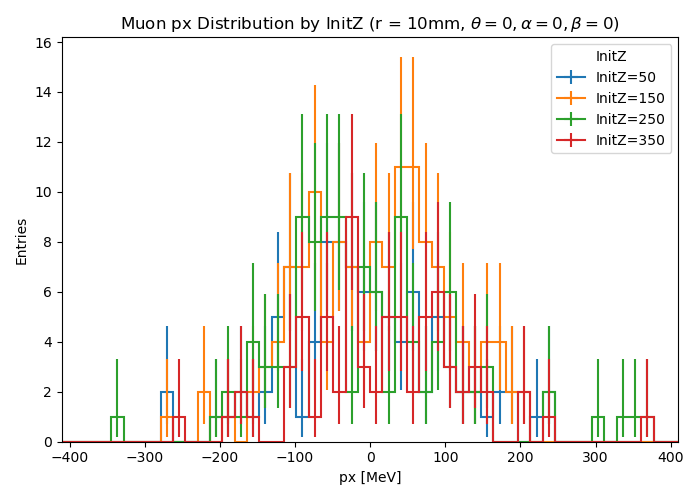 Muon px Distribution by InitZ (r = 10mm, θ = 0, α = 0, β = 0)
16
14
12
10
8
6
4
2
0
Entries
InitZ
InitZ=50
InitZ=150
InitZ=250
InitZ=350
−400 −300 −200 −100 0 100 200 300 400
px [MeV]